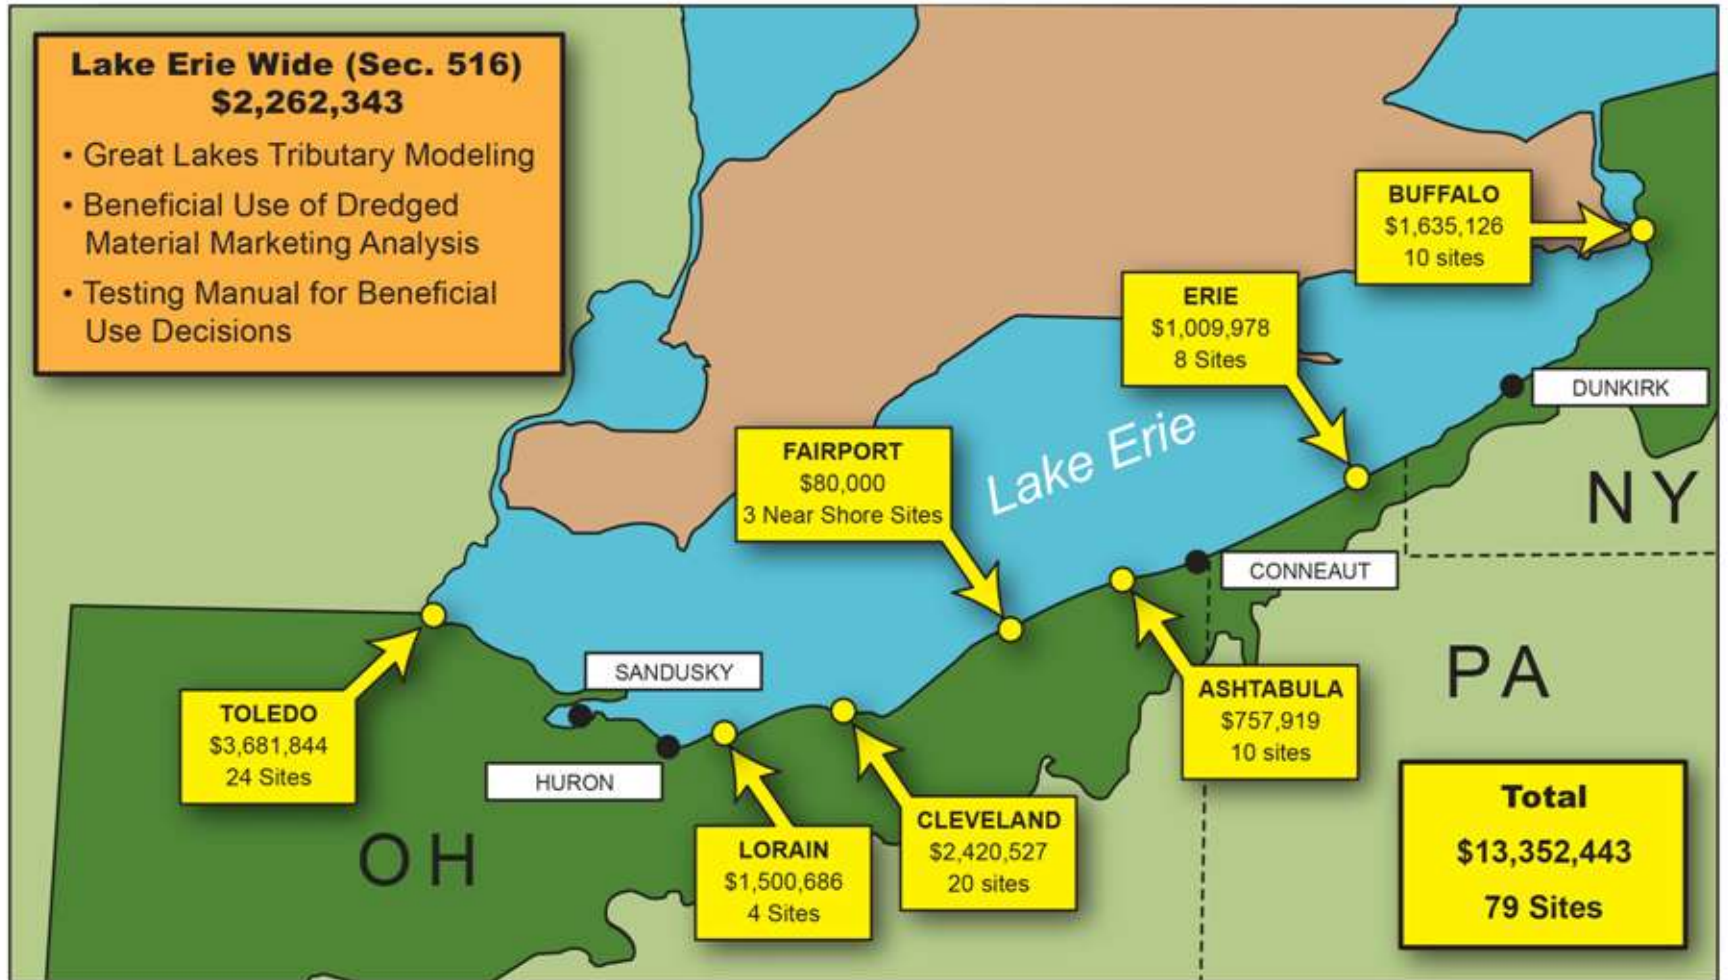 Lake Erie Wide (Sec. 516)
$2,262,343
• Great Lakes Tributary Modeling
• Beneficial Use of Dredged
Material Marketing Analysis
• Testing Manual for Beneficial
Use Decisions
BUFFALO
$1,635,126
10 sites
ERIE
$1,009,978
8 Sites
DUNKIRK
FAIRPORT
$80,000
3 Near Shore Sites
Lake Erie
NY
CONNEAUT
SANDUSKY
PA
TOLEDO
$3,681,844
24 Sites
ASHTABULA
$757,919
10 sites
HURON
OH
LORAIN
$1,500,686
4 Sites
CLEVELAND
$2,420,527
20 sites
Total
$13,352,443
79 Sites